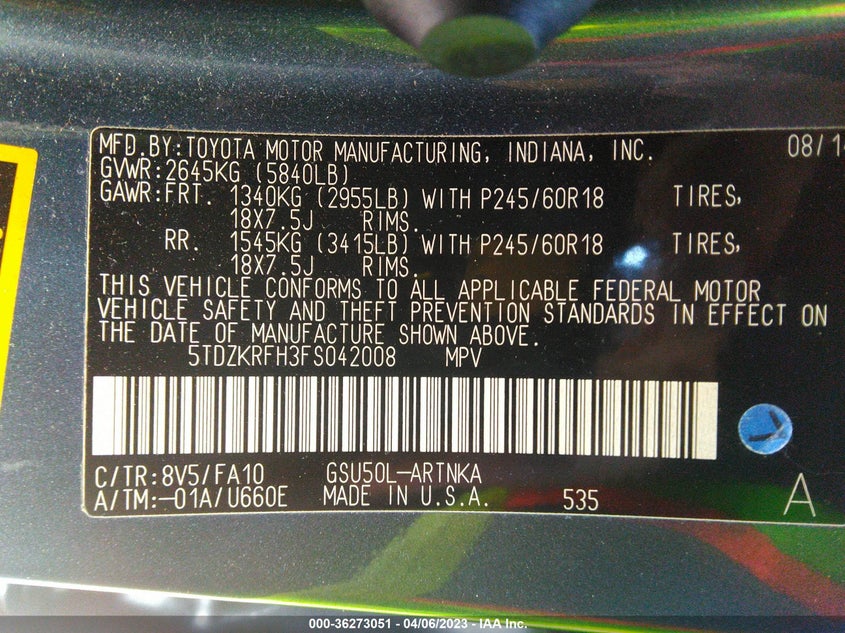 MFD.BY:TOYOTA MOTOR MANUFACTURING, INDIANA, INC. 08/14
GVWR:2645KG (5840LB)
GAWR:FRT. 1340KG (2955LB) WITH P245/60R18 TIRES,
18X7.5J RIMS.
RR. 1545KG (3415LB) WITH P245/60R18 TIRES,
18X7.5J RIMS.
THIS VEHICLE CONFORMS TO ALL APPLICABLE FEDERAL MOTOR
VEHICLE SAFETY AND THEFT PREVENTION STANDARDS IN EFFECT ON
THE DATE OF MANUFACTURE SHOWN ABOVE.
5TDZKRFH3FS042008 MPV
C/TR:8V5/FA10 GSU50L-ARTNKA
A/TM:-01A/U660E MADE IN U.S.A. 535 A
000-36273051 - 04/06/2023 - IAA Inc.